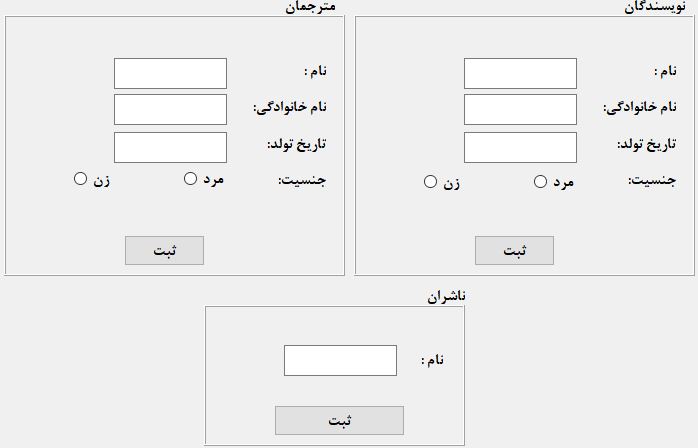 نویسندگان
نام :
نام خانوادگی:
تاریخ تولد:
جنسیت: مرد زن
ثبت
مترجمان
نام :
نام خانوادگی:
تاریخ تولد:
جنسیت: مرد زن
ثبت
ناشران
نام :
ثبت